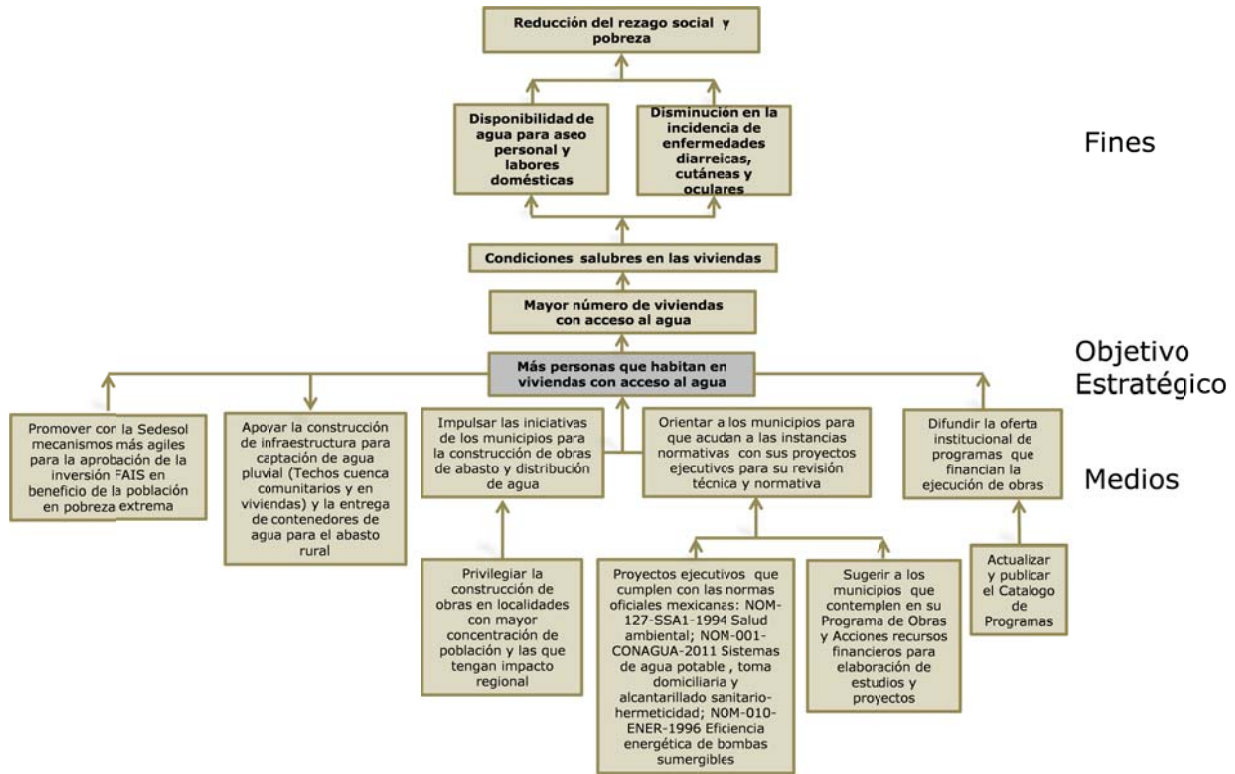 Reducción del rezago social y
pobreza
Disponibilidad de
agua para aseo
personal y
labores
domésticas
Disminución en la
incidencia de
enfermedades
diarreicas,
cutáneas y
oculares
Fines
Condiciones salubres en las viviendas
Mayor número de viviendas
con acceso al agua
Más personas que habitan en
viviendas con acceso al agua
Objetivo
Estratégico
Promover con la Sedesol
mecanismos más agiles
para la aprobación de la
inversión FAIS en
beneficio de la población
en pobreza extrema
Apoyar la construcción
de infraestructura para
captación de agua
pluvial (Techos cuenca
comunitarios y en
viviendas) y la entrega
de contenedores de
agua para el abasto
rural
Impulsar las iniciativas
de los municipios para
la construcción de obras
de abasto y distribución
de agua
Orientar a los municipios para
que acudan a las instancias
normativas con sus proyectos
ejecutivos para su revisión
técnica y normativa
Difundir la oferta
institucional de
programas que
financian la
ejecución de obras
Medios
Privilegiar la
construcción de
obras en localidades
con mayor
concentración de
población y las que
tengan impacto
regional
Proyectos ejecutivos que
cumplen con las normas
oficiales mexicanas: NOM-
127-SSA1-1994 Salud
ambiental; NOM-001-
CONAGUA-2011 Sistemas
de agua potable , toma
domiciliaria y
alcantarillado sanitario-
hermeticidad; N0M-010-
ENER-1996 Eficiencia
energética de bombas
sumergibles
Sugerir a los
municipios que
contemplen en su
Programa de Obras
y Acciones recursos
financieros para
elaboración de
estudios y
proyectos
Actualizar
y publicar
el Catalogo
de
Programas